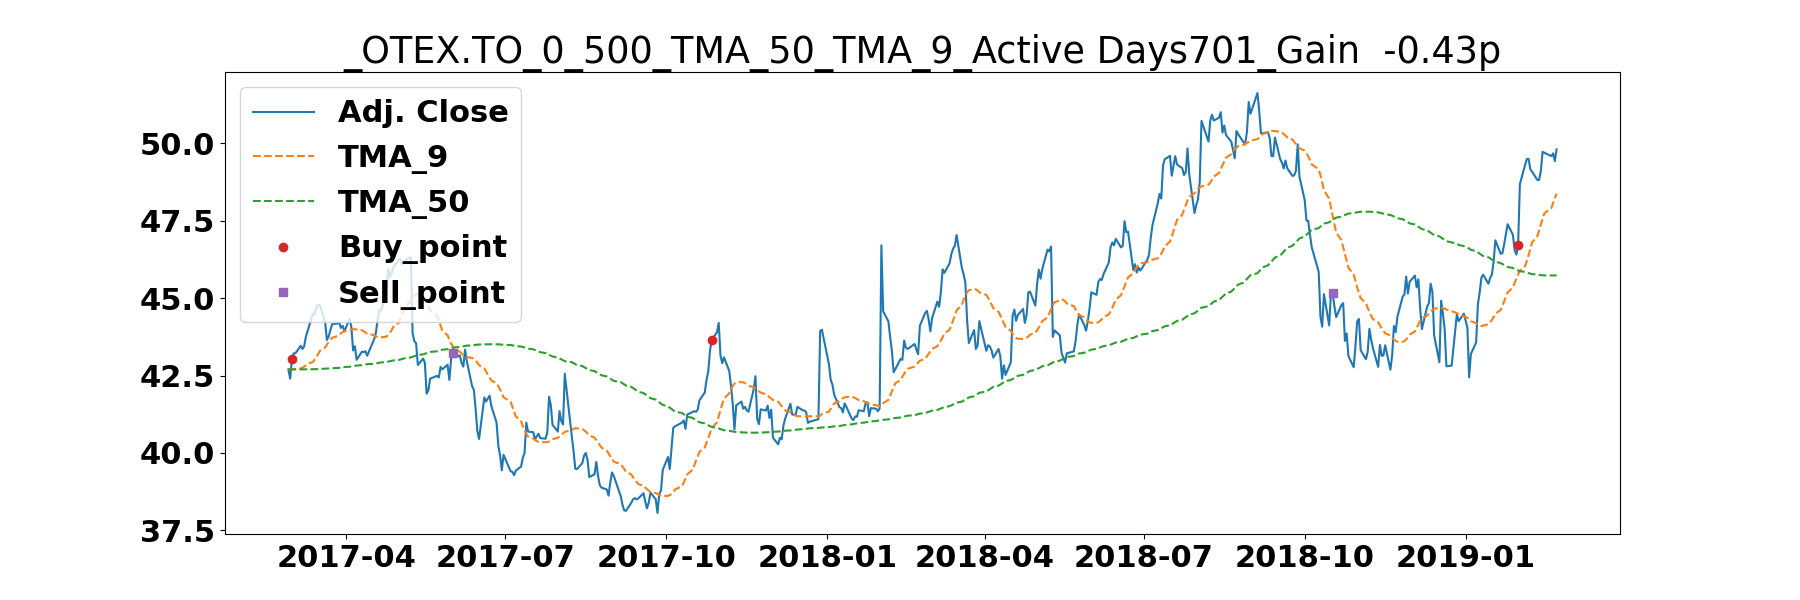 _OTEX.TO_0_500_TMA_50_TMA_9_Active Days701_Gain  -0.43p
Adj. Close
TMA_9
TMA_50
Buy_point
Sell_point
50.0
47.5
45.0
42.5
40.0
37.5
2017-04 2017-07 2017-10 2018-01 2018-04 2018-07 2018-10 2019-01